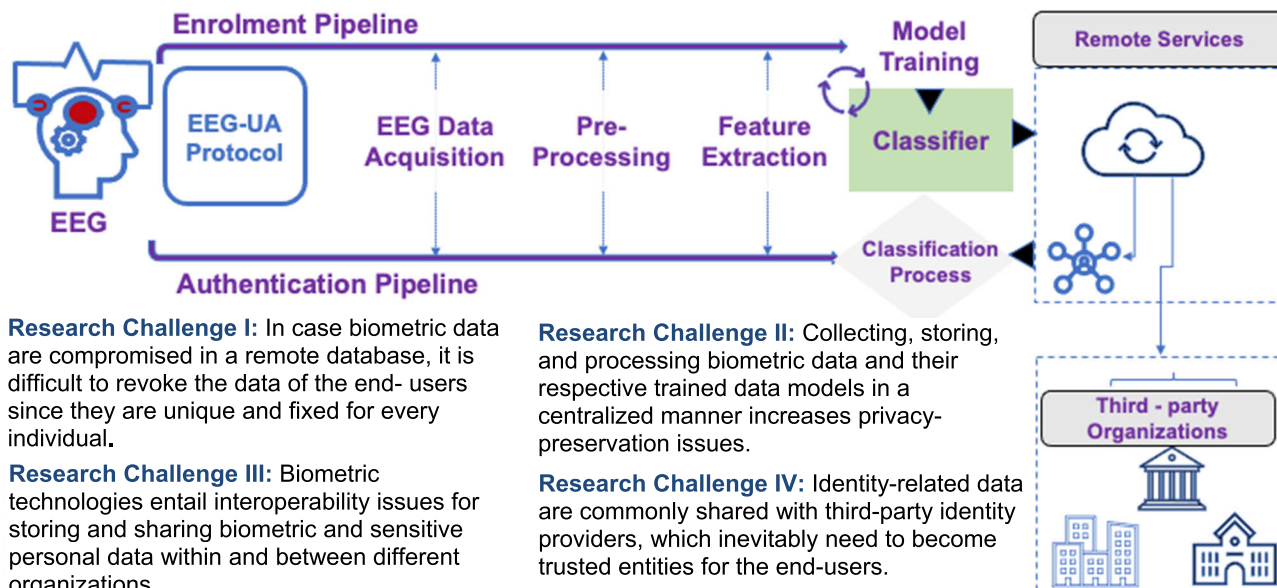 Enrolment Pipeline
EEG
EEG-UA
Protocol
EEG Data
Acquisition
Pre-
Processing
Feature
Extraction
Model
Training
Classifier
Classification
Process
Authentication Pipeline
Remote Services
Third - party
Organizations
Research Challenge I: In case biometric data
are compromised in a remote database, it is
difficult to revoke the data of the end- users
since they are unique and fixed for every
individual.
Research Challenge II: Collecting, storing,
and processing biometric data and their
respective trained data models in a
centralized manner increases privacy-
preservation issues.
Research Challenge III: Biometric
technologies entail interoperability issues for
storing and sharing biometric and sensitive
personal data within and between different
organizations
Research Challenge IV: Identity-related data
are commonly shared with third-party identity
providers, which inevitably need to become
trusted entities for the end-users.